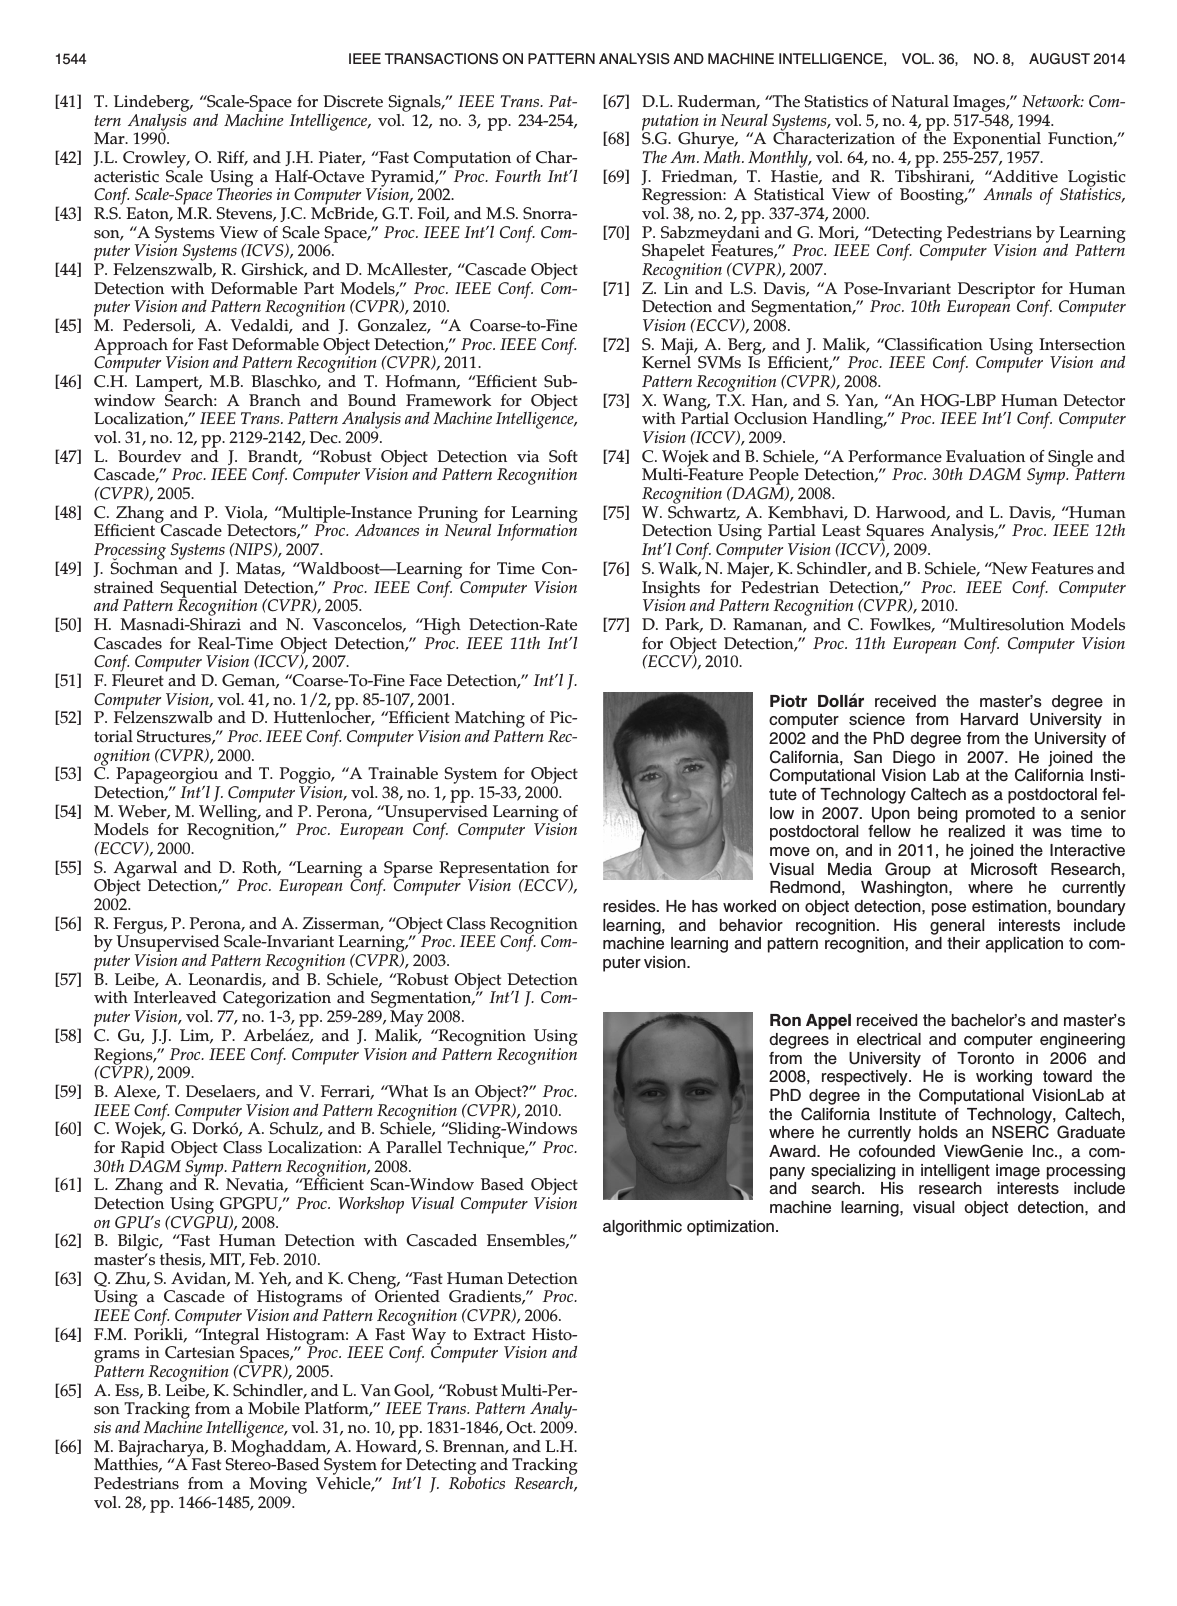 1544
IEEE TRANSACTIONS ON PATTERN ANALYSIS AND MACHINE INTELLIGENCE, VOL. 36, NO. 8, AUGUST 2014
[41] T. Lindeberg, “Scale-Space for Discrete Signals,” IEEE Trans. Pat-
tern Analysis and Machine Intelligence, vol. 12, no. 3, pp. 234-254,
Mar. 1990.
[42] J.L. Crowley, O. Riff, and J.H. Piater, “Fast Computation of Char-
acteristic Scale Using a Half-Octave Pyramid,” Proc. Fourth Int’l
Conf. Scale-Space Theories in Computer Vision, 2002.
[43] R.S. Eaton, M.R. Stevens, J.C. McBride, G.T. Foil, and M.S. Snorra-
son, “A Systems View of Scale Space,” Proc. IEEE Int’l Conf. Com-
puter Vision Systems (ICVS), 2006.
[44] P. Felzenszwalb, R. Girshick, and D. McAllester, “Cascade Object
Detection with Deformable Part Models,” Proc. IEEE Conf. Com-
puter Vision and Pattern Recognition (CVPR), 2010.
[45] M. Pedersoli, A. Vedaldi, and J. Gonzalez, “A Coarse-to-Fine
Approach for Fast Deformable Object Detection,” Proc. IEEE Conf.
Computer Vision and Pattern Recognition (CVPR), 2011.
[46] C.H. Lampert, M.B. Blaschko, and T. Hofmann, “Efficient Sub-
window Search: A Branch and Bound Framework for Object
Localization,” IEEE Trans. Pattern Analysis and Machine Intelligence,
vol. 31, no. 12, pp. 2129-2142, Dec. 2009.
[47] L. Bourdev and J. Brandt, “Robust Object Detection via Soft
Cascade,” Proc. IEEE Conf. Computer Vision and Pattern Recognition
(CVPR), 2005.
[48] C. Zhang and P. Viola, “Multiple-Instance Pruning for Learning
Efficient Cascade Detectors,” Proc. Advances in Neural Information
Processing Systems (NIPS), 2007.
[49] J. Šochman and J. Matas, “Waldboost—Learning for Time Con-
strained Sequential Detection,” Proc. IEEE Conf. Computer Vision
and Pattern Recognition (CVPR), 2005.
[50] H. Masnadi-Shirazi and N. Vasconcelos, “High Detection-Rate
Cascades for Real-Time Object Detection,” Proc. IEEE 11th Int’l
Conf. Computer Vision (ICCV), 2007.
[51] F. Fleuret and D. Geman, “Coarse-To-Fine Face Detection,” Int’l J.
Computer Vision, vol. 41, no. 1/2, pp. 85-107, 2001.
[52] P. Felzenszwalb and D. Huttenlocher, “Efficient Matching of Pic-
torial Structures,” Proc. IEEE Conf. Computer Vision and Pattern Rec-
ognition (CVPR), 2000.
[53] C. Papageorgiou and T. Poggio, “A Trainable System for Object
Detection,” Int’l J. Computer Vision, vol. 38, no. 1, pp. 15-33, 2000.
[54] M. Weber, M. Welling, and P. Perona, “Unsupervised Learning of
Models for Recognition,” Proc. European Conf. Computer Vision
(ECCV), 2000.
[55] S. Agarwal and D. Roth, “Learning a Sparse Representation for
Object Detection,” Proc. European Conf. Computer Vision (ECCV),
2002.
[56] R. Fergus, P. Perona, and A. Zisserman, “Object Class Recognition
by Unsupervised Scale-Invariant Learning,” Proc. IEEE Conf. Com-
puter Vision and Pattern Recognition (CVPR), 2003.
[57] B. Leibe, A. Leonardis, and B. Schiele, “Robust Object Detection
with Interleaved Categorization and Segmentation,” Int’l J. Com-
puter Vision, vol. 77, no. 1-3, pp. 259-289, May 2008.
[58] C. Gu, J.J. Lim, P. Arbeláez, and J. Malik, “Recognition Using
Regions,” Proc. IEEE Conf. Computer Vision and Pattern Recognition
(CVPR), 2009.
[59] B. Alexe, T. Deselaers, and V. Ferrari, “What Is an Object?” Proc.
IEEE Conf. Computer Vision and Pattern Recognition (CVPR), 2010.
[60] C. Wojek, G. Dorkó, A. Schulz, and B. Schiele, “Sliding-Windows
for Rapid Object Class Localization: A Parallel Technique,” Proc.
30th DAGM Symp. Pattern Recognition, 2008.
[61] L. Zhang and R. Nevatia, “Efficient Scan-Window Based Object
Detection Using GPGPU,” Proc. Workshop Visual Computer Vision
on GPU’s (CVGPU), 2008.
[62] B. Bilgic, “Fast Human Detection with Cascaded Ensembles,”
master’s thesis, MIT, Feb. 2010.
[63] Q. Zhu, S. Avidan, M. Yeh, and K. Cheng, “Fast Human Detection
Using a Cascade of Histograms of Oriented Gradients,” Proc.
IEEE Conf. Computer Vision and Pattern Recognition (CVPR), 2006.
[64] F.M. Porikli, “Integral Histogram: A Fast Way to Extract Histo-
grams in Cartesian Spaces,” Proc. IEEE Conf. Computer Vision and
Pattern Recognition (CVPR), 2005.
[65] A. Ess, B. Leibe, K. Schindler, and L. Van Gool, “Robust Multi-Per-
son Tracking from a Mobile Platform,” IEEE Trans. Pattern Analy-
sis and Machine Intelligence, vol. 31, no. 10, pp. 1831-1846, Oct. 2009.
[66] M. Bajracharya, B. Moghaddam, A. Howard, S. Brennan, and L.H.
Matthies, “A Fast Stereo-Based System for Detecting and Tracking
Pedestrians from a Moving Vehicle,” Int’l J. Robotics Research,
vol. 28, pp. 1466-1485, 2009.
[67] D.L. Ruderman, “The Statistics of Natural Images,” Network: Com-
putation in Neural Systems, vol. 5, no. 4, pp. 517-548, 1994.
[68] S.G. Ghurye, “A Characterization of the Exponential Function,”
The Am. Math. Monthly, vol. 64, no. 4, pp. 255-257, 1957.
[69] J. Friedman, T. Hastie, and R. Tibshirani, “Additive Logistic
Regression: A Statistical View of Boosting,” Annals of Statistics,
vol. 38, no. 2, pp. 337-374, 2000.
[70] P. Sabzmeydani and G. Mori, “Detecting Pedestrians by Learning
Shapelet Features,” Proc. IEEE Conf. Computer Vision and Pattern
Recognition (CVPR), 2007.
[71] Z. Lin and L.S. Davis, “A Pose-Invariant Descriptor for Human
Detection and Segmentation,” Proc. 10th European Conf. Computer
Vision (ECCV), 2008.
[72] S. Maji, A. Berg, and J. Malik, “Classification Using Intersection
Kernel SVMs Is Efficient,” Proc. IEEE Conf. Computer Vision and
Pattern Recognition (CVPR), 2008.
[73] X. Wang, T.X. Han, and S. Yan, “An HOG-LBP Human Detector
with Partial Occlusion Handling,” Proc. IEEE Int’l Conf. Computer
Vision (ICCV), 2009.
[74] C. Wojek and B. Schiele, “A Performance Evaluation of Single and
Multi-Feature People Detection,” Proc. 30th DAGM Symp. Pattern
Recognition (DAGM), 2008.
[75] W. Schwartz, A. Kembhavi, D. Harwood, and L. Davis, “Human
Detection Using Partial Least Squares Analysis,” Proc. IEEE 12th
Int’l Conf. Computer Vision (ICCV), 2009.
[76] S. Walk, N. Majer, K. Schindler, and B. Schiele, “New Features and
Insights for Pedestrian Detection,” Proc. IEEE Conf. Computer
Vision and Pattern Recognition (CVPR), 2010.
[77] D. Park, D. Ramanan, and C. Fowlkes, “Multiresolution Models
for Object Detection,” Proc. 11th European Conf. Computer Vision
(ECCV), 2010.
Piotr Dollár received the master’s degree in
computer science from Harvard University in
2002 and the PhD degree from the University of
California, San Diego in 2007. He joined the
Computational Vision Lab at the California Insti-
tute of Technology Caltech as a postdoctoral fel-
low in 2007. Upon being promoted to a senior
postdoctoral fellow he realized it was time to
move on, and in 2011, he joined the Interactive
Visual Media Group at Microsoft Research,
Redmond, Washington, where he currently
resides. He has worked on object detection, pose estimation, boundary
learning, and behavior recognition. His general interests include
machine learning and pattern recognition, and their application to com-
puter vision.
Ron Appel received the bachelor’s and master’s
degrees in electrical and computer engineering
from the University of Toronto in 2006 and
2008, respectively. He is working toward the
PhD degree in the Computational VisionLab at
the California Institute of Technology, Caltech,
where he currently holds an NSERC Graduate
Award. He cofounded ViewGenie Inc., a com-
pany specializing in intelligent image processing
and search. His research interests include
machine learning, visual object detection, and
algorithmic optimization.